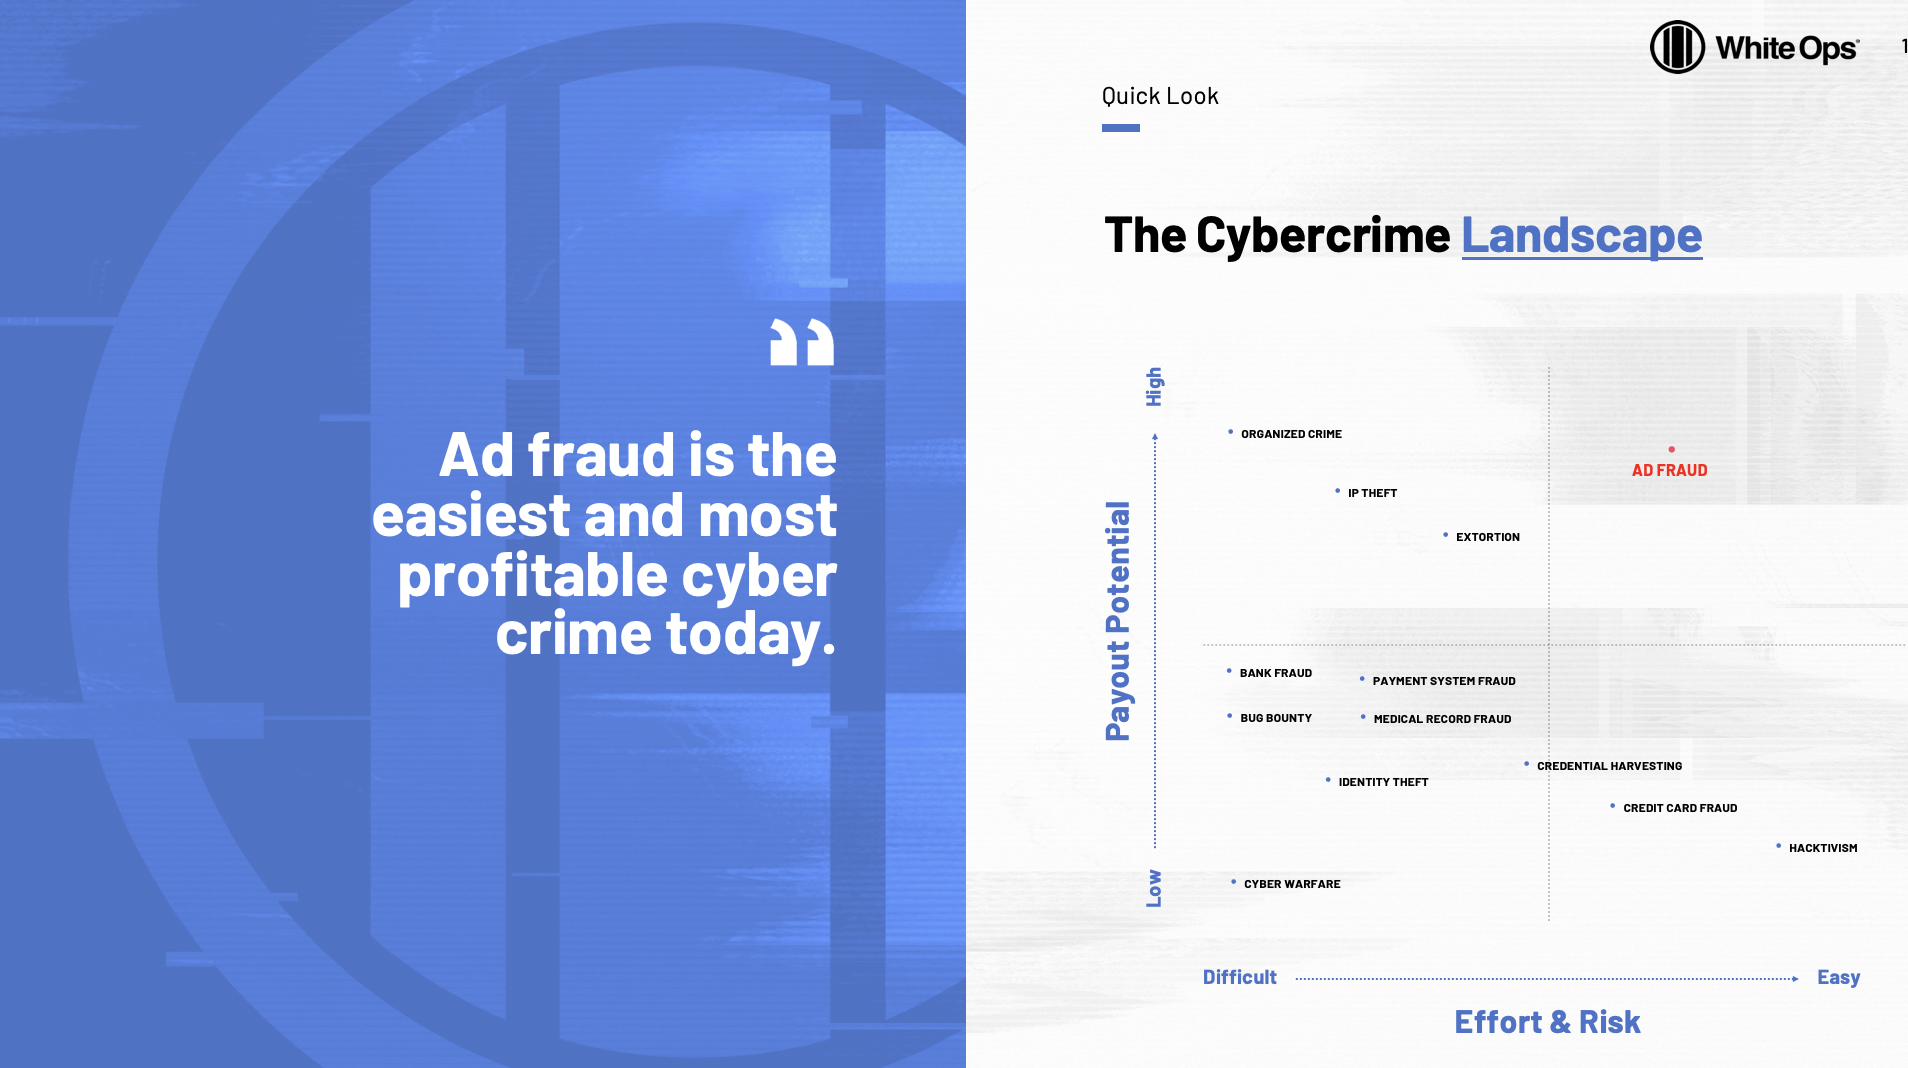 ❝
Ad fraud is the
easiest and most
profitable cyber
crime today.
White Ops
1
Quick Look
The Cybercrime Landscape
High
Payout Potential
Low
• ORGANIZED CRIME
AD FRAUD
• IP THEFT
• EXTORTION
• BANK FRAUD
• PAYMENT SYSTEM FRAUD
• BUG BOUNTY
• MEDICAL RECORD FRAUD
• CREDENTIAL HARVESTING
• IDENTITY THEFT
• CREDIT CARD FRAUD
• HACKTIVISM
• CYBER WARFARE
Difficult
Easy
Effort & Risk